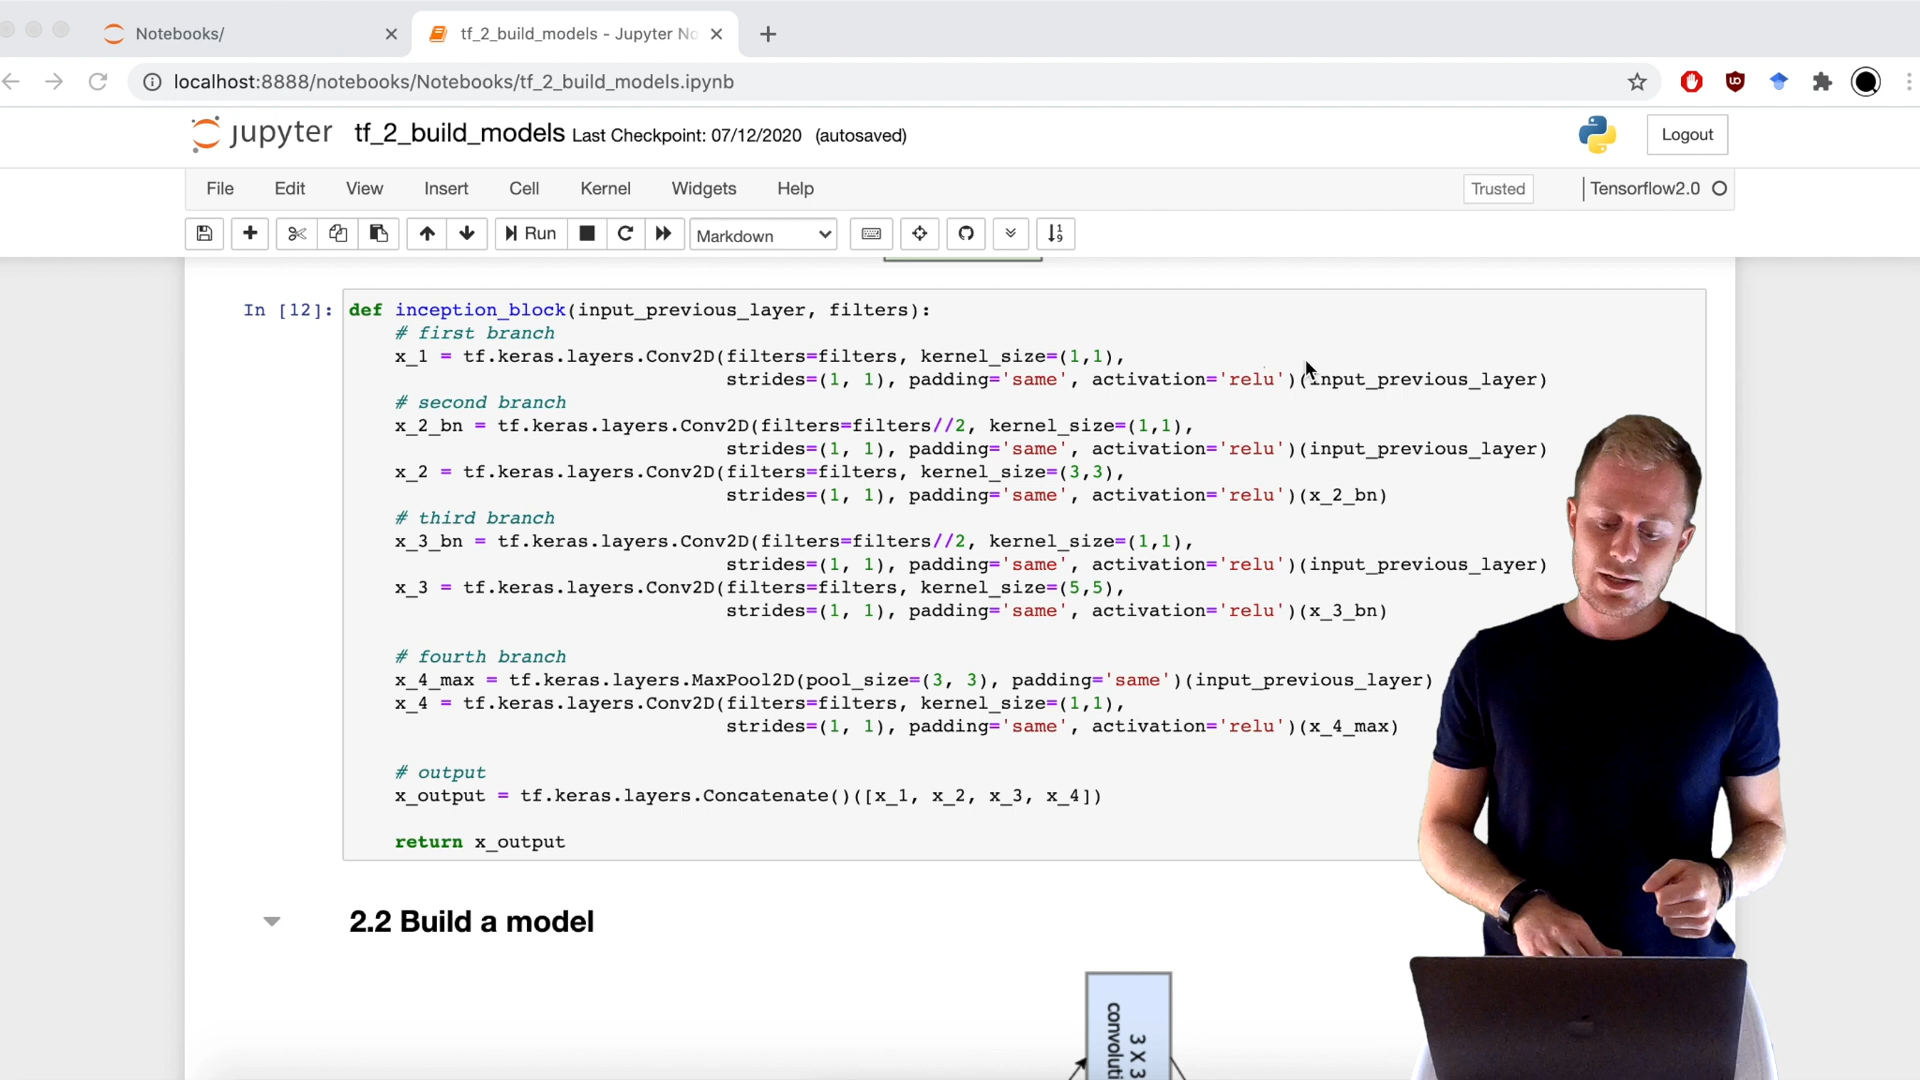 Notebooks/
tf_2_build_models - Jupyter No
localhost:8888/notebooks/Notebooks/tf_2_build_models.ipynb
jupyter tf_2_build_models Last Checkpoint: 07/12/2020 (autosaved)
Logout
File Edit View Insert Cell Kernel Widgets Help
Trusted
Tensorflow2.0
Run
Markdown
In [12]: def inception_block(input_previous_layer, filters):
# first branch
x_1 = tf.keras.layers.Conv2D(filters=filters, kernel_size=(1,1),
strides=(1, 1), padding='same', activation='relu')(input_previous_layer)
# second branch
x_2_bn = tf.keras.layers.Conv2D(filters=filters//2, kernel_size=(1,1),
strides=(1, 1), padding='same', activation='relu')(input_previous_layer)
x_2 = tf.keras.layers.Conv2D(filters=filters, kernel_size=(3,3),
strides=(1, 1), padding='same', activation='relu')(x_2_bn)
# third branch
x_3_bn = tf.keras.layers.Conv2D(filters=filters//2, kernel_size=(1,1),
strides=(1, 1), padding='same', activation='relu')(input_previous_layer)
x_3 = tf.keras.layers.Conv2D(filters=filters, kernel_size=(5,5),
strides=(1, 1), padding='same', activation='relu')(x_3_bn)
# fourth branch
x_4_max = tf.keras.layers.MaxPool2D(pool_size=(3, 3), padding='same')(input_previous_layer)
x_4 = tf.keras.layers.Conv2D(filters=filters, kernel_size=(1,1),
strides=(1, 1), padding='same', activation='relu')(x_4_max)
# output
x_output = tf.keras.layers.Concatenate()([x_1, x_2, x_3, x_4])
return x_output
2.2 Build a model
3 X 3
convoluti